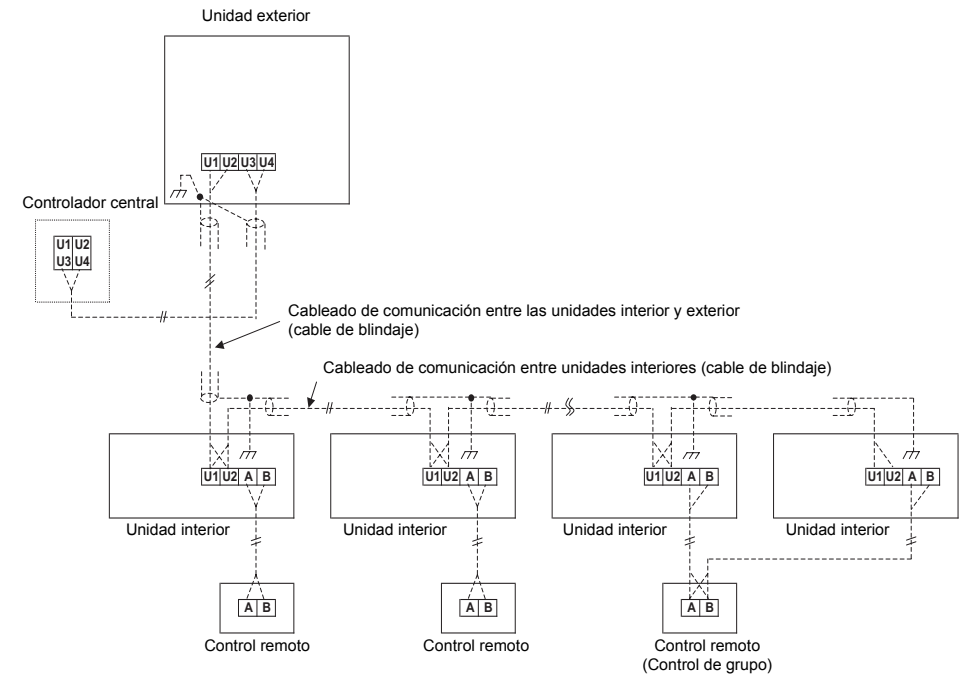 Unidad exterior
U1 U2 U3 U4
Controlador central
U1 U2
U3 U4
Cableado de comunicación entre las unidades interior y exterior
(cable de blindaje)
Cableado de comunicación entre unidades interiores (cable de blindaje)
U1 U2 A B
U1 U2 A B
U1 U2 A B
U1 U2 A B
Unidad interior
Unidad interior
Unidad interior
Unidad interior
A B
A B
A B
Control remoto
Control remoto
Control remoto
(Control de grupo)